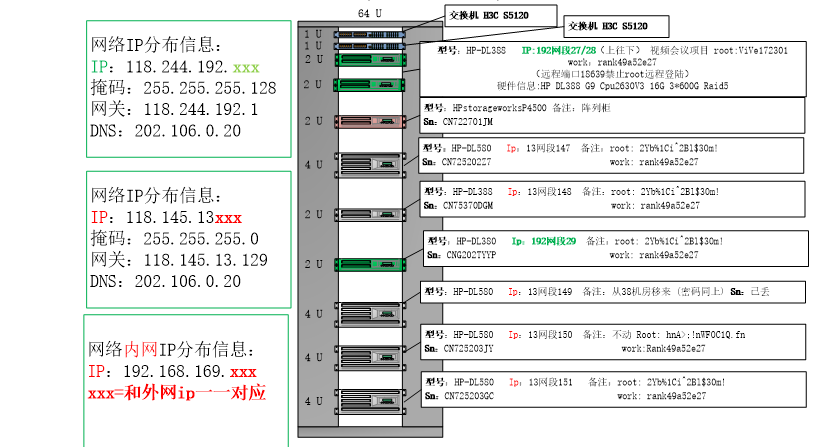 64 U
交换机 H3C S5120
交换机 H3C S5120
网络IP分布信息:
IP: 118.244.192.xxx
掩码: 255.255.255.128
网关: 118.244.192.1
DNS: 202.106.0.20
网络IP分布信息:
IP: 118.145.13xxx
掩码: 255.255.255.0
网关: 118.145.13.129
DNS: 202.106.0.20
网络内网IP分布信息:
IP: 192.168.169.xxx
xxx=和外网ip一一对应
1 U
1 U
2 U
2 U
2 U
4 U
2 U
2 U
4 U
4 U
4 U
型号: HP-DL388 IP:192网段27/28(上往下) 视频会议项目 root:ViVe172301
work: rank49a52e27
(远程端口18639禁止root远程登陆)
硬件信息:HP DL388 G9 Cpu2630V3 16G 3*600G Raid5
型号: HPstorageworksP4500 备注: 阵列柜
Sn: CN722701JM
型号: HP-DL580 Ip: 13网段147 备注: root: 2Yb%1Ci^2Bl$30m!
Sn: CN725202Z7 work: rank49a52e27
型号: HP-DL388 Ip: 13网段148 备注: root: 2Yb%1Ci^2Bl$30m!
Sn: CN75370DGM work: rank49a52e27
型号: HP-DL380 Ip: 192网段29 备注: root: 2Yb%1Ci^2Bl$30m!
Sn: CNG202TYYP work: rank49a52e27
型号: HP-DL580 Ip: 13网段149 备注: 从38机房移来 (密码同上) Sn: 已丢
型号: HP-DL580 Ip: 13网段150 备注: 不动 Root: hnA>;!nWFOC1Q.fn
Sn: CN725203JY work:Rank49a52e27
型号: HP-DL580 Ip: 13网段151 备注: root: 2Yb%1Ci^2Bl$30m!
Sn: CN725203GC work: rank49a52e27